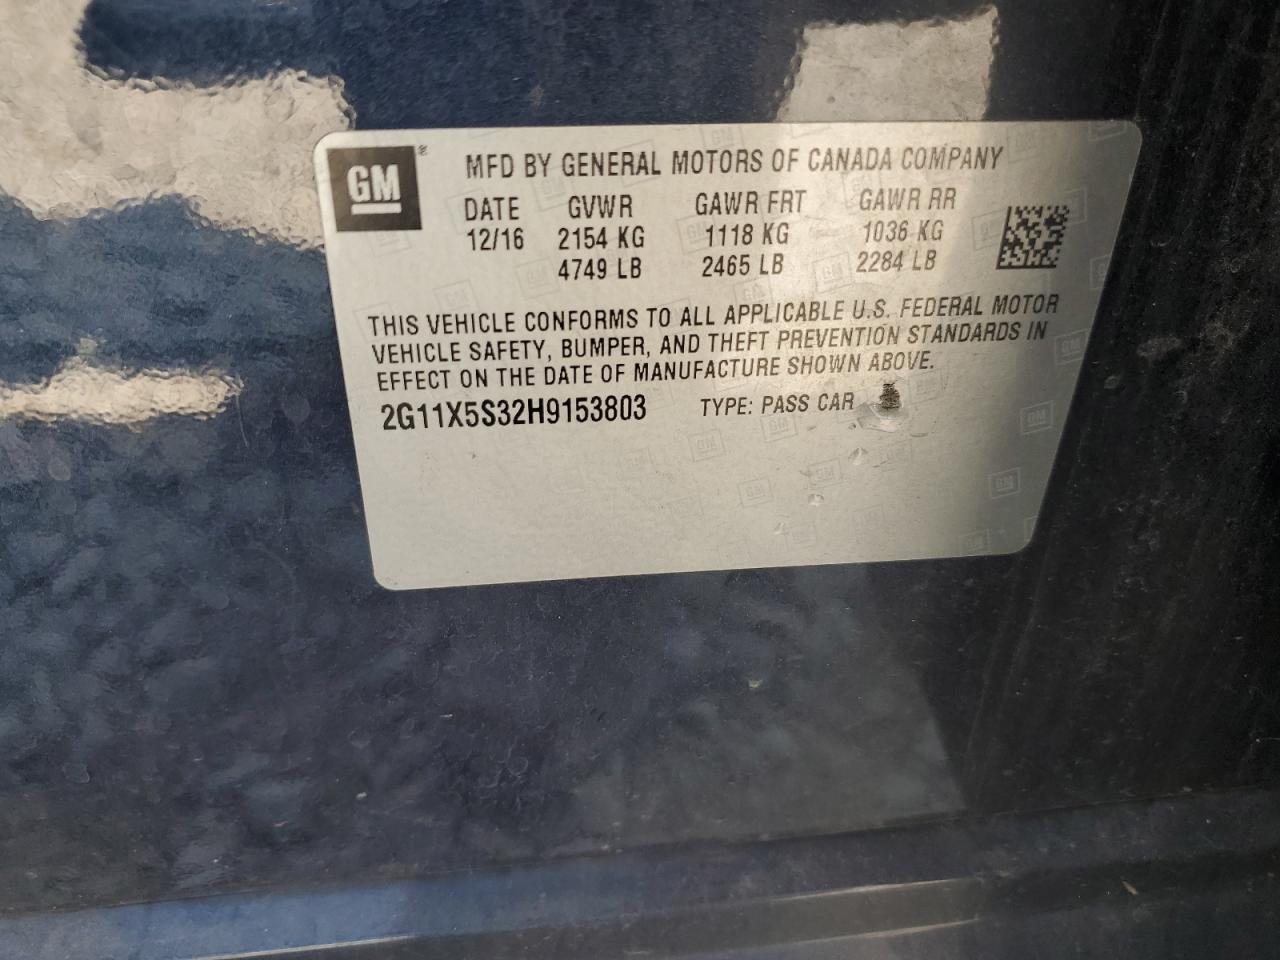 GM
MFD BY GENERAL MOTORS OF CANADA COMPANY
DATE GVWR GAWR FRT GAWR RR
12/16 2154 KG 1118 KG 1036 KG
4749 LB 2465 LB 2284 LB
THIS VEHICLE CONFORMS TO ALL APPLICABLE U.S. FEDERAL MOTOR
VEHICLE SAFETY, BUMPER, AND THEFT PREVENTION STANDARDS IN
EFFECT ON THE DATE OF MANUFACTURE SHOWN ABOVE.
2G11X5S32H9153803 TYPE: PASS CAR